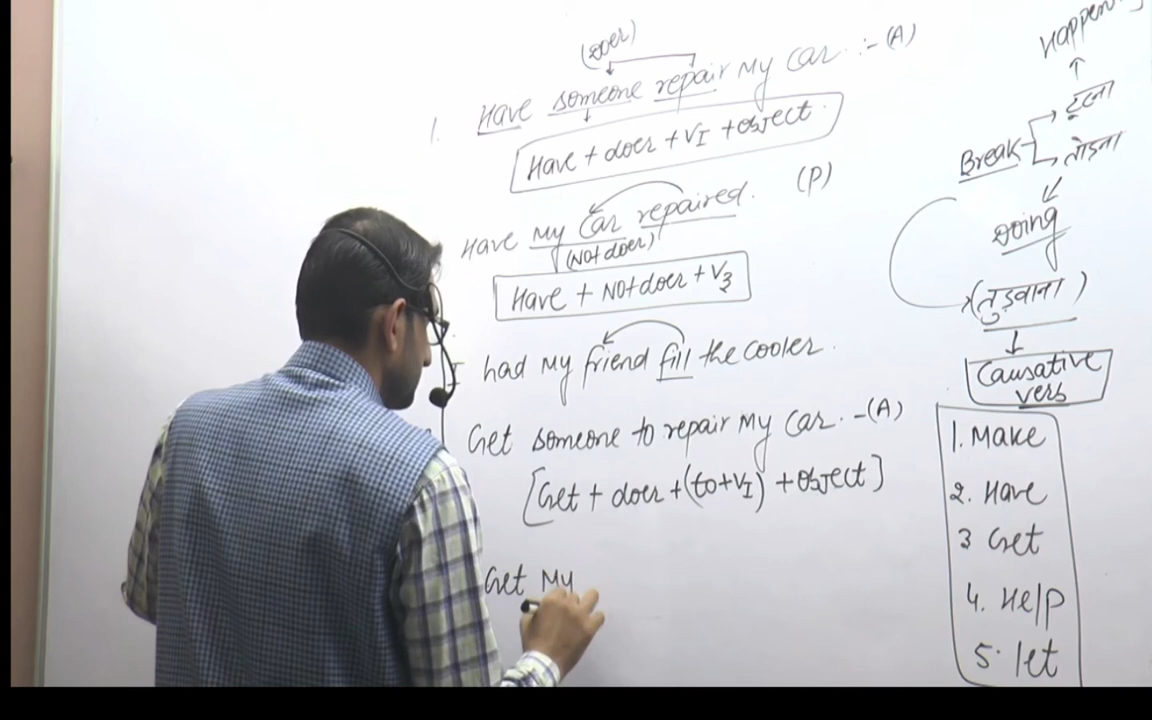 (Doer)
1. Have someone repair My Car :- (A)
Have + doer + VI + object
Have My Car repaired. (P)
(Not doer)
Have + Not doer + V3
I had My friend fill the cooler.
Get someone to repair My Car. - (A)
[Get + doer + (to+VI) + object]
Get My
Happen
टूटना
Break
तोड़ना
Doing
(तुड़वाना)
Causative
verb
1. Make
2. Have
3 Get
4. Help
5. let